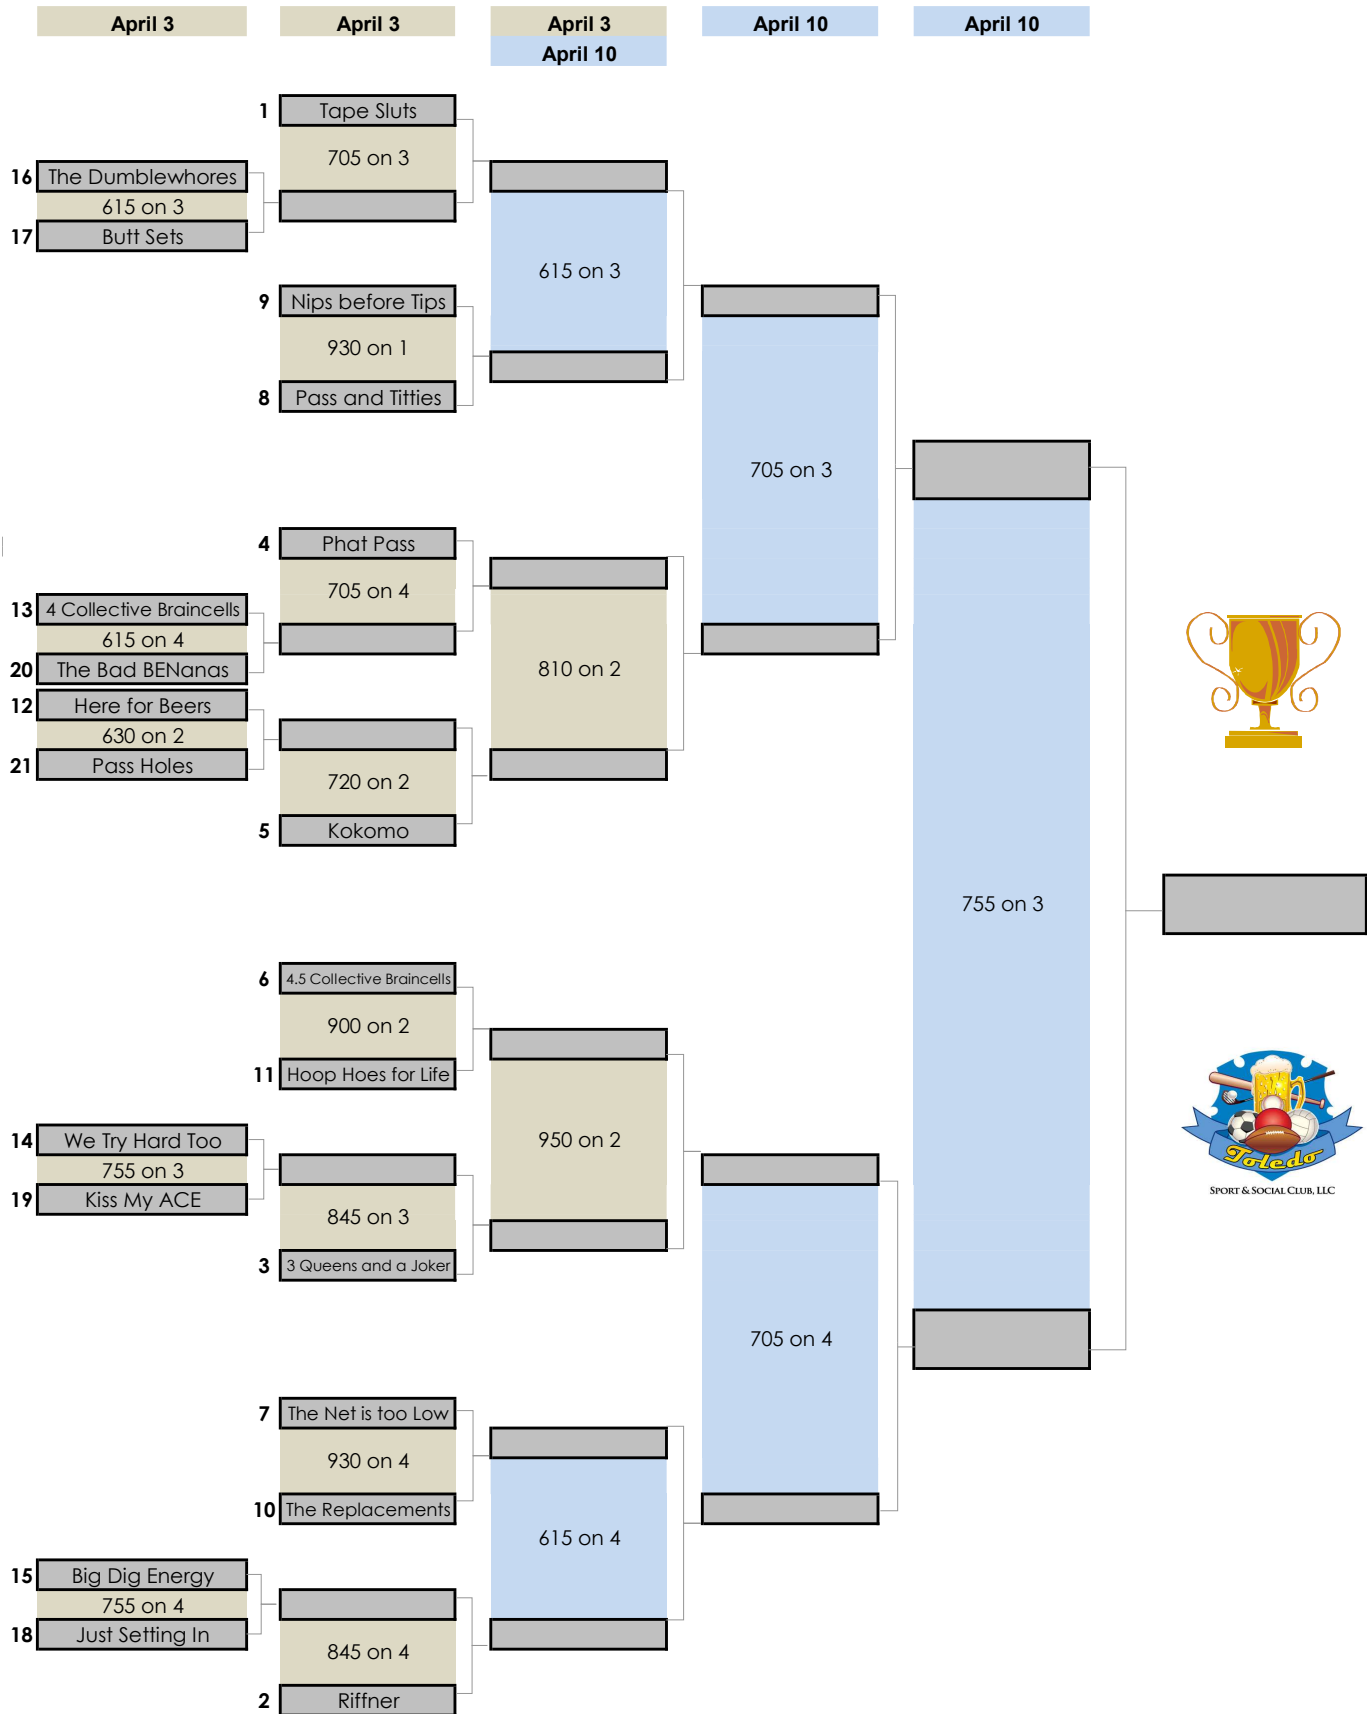 April 3
April 3
April 3
April 10
April 10
April 10
1 Tape Sluts
705 on 3
16 The Dumblewhores
615 on 3
17 Butt Sets
615 on 3
9 Nips before Tips
930 on 1
8 Pass and Titties
705 on 3
4 Phat Pass
705 on 4
13 4 Collective Braincells
615 on 4
20 The Bad BENanas
810 on 2
12 Here for Beers
630 on 2
21 Pass Holes
720 on 2
5 Kokomo
755 on 3
6 4.5 Collective Braincells
900 on 2
11 Hoop Hoes for Life
950 on 2
14 We Try Hard Too
755 on 3
19 Kiss My ACE
845 on 3
3 3 Queens and a Joker
Toledo
SPORT & SOCIAL CLUB, LLC
705 on 4
7 The Net is too Low
930 on 4
10 The Replacements
615 on 4
15 Big Dig Energy
755 on 4
18 Just Setting In
845 on 4
2 Riffner